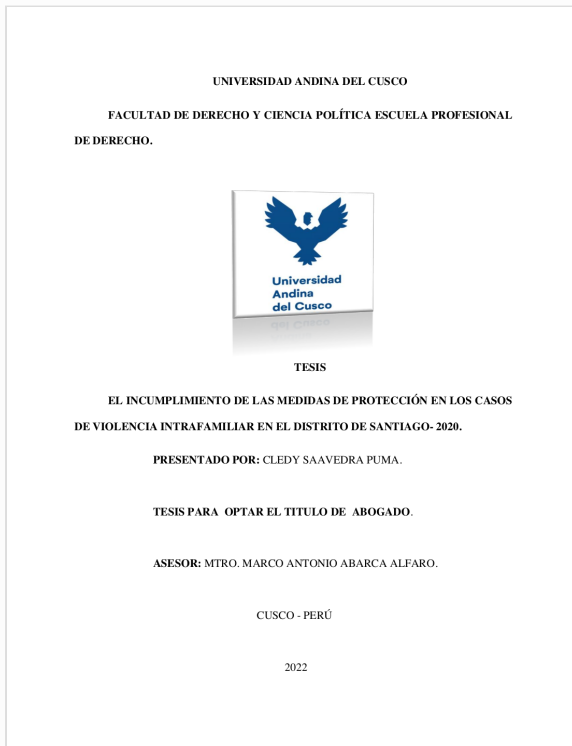 UNIVERSIDAD ANDINA DEL CUSCO
FACULTAD DE DERECHO Y CIENCIA POLÍTICA ESCUELA PROFESIONAL
DE DERECHO.
Universidad
Andina
del Cusco
TESIS
EL INCUMPLIMIENTO DE LAS MEDIDAS DE PROTECCIÓN EN LOS CASOS
DE VIOLENCIA INTRAFAMILIAR EN EL DISTRITO DE SANTIAGO- 2020.
PRESENTADO POR: CLEDY SAAVEDRA PUMA.
TESIS PARA OPTAR EL TITULO DE ABOGADO.
ASESOR: MTRO. MARCO ANTONIO ABARCA ALFARO.
CUSCO - PERÚ
2022